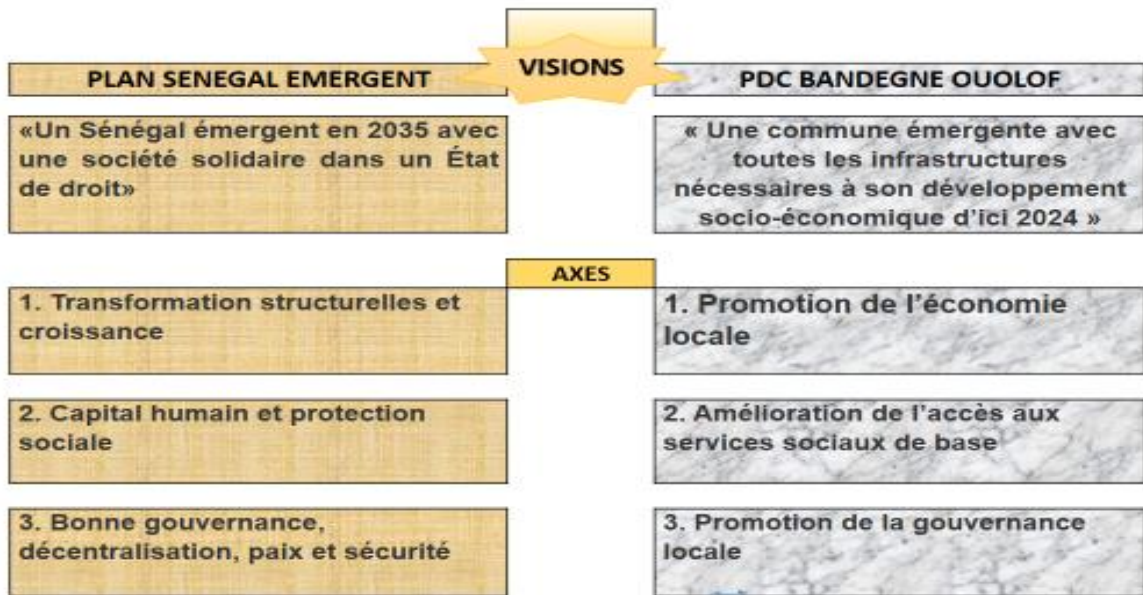 VISIONS
PLAN SENEGAL EMERGENT
PDC BANDEGNE OUOLOF
«Un Sénégal émergent en 2035 avec
une société solidaire dans un État
de droit»
« Une commune émergente avec
toutes les infrastructures
nécessaires à son développement
socio-économique d'ici 2024 »
AXES
1. Transformation structurelles et
croissance
1. Promotion de l'économie
locale
2. Capital humain et protection
sociale
2. Amélioration de l'accès aux
services sociaux de base
3. Bonne gouvernance,
décentralisation, paix et sécurité
3. Promotion de la gouvernance
locale